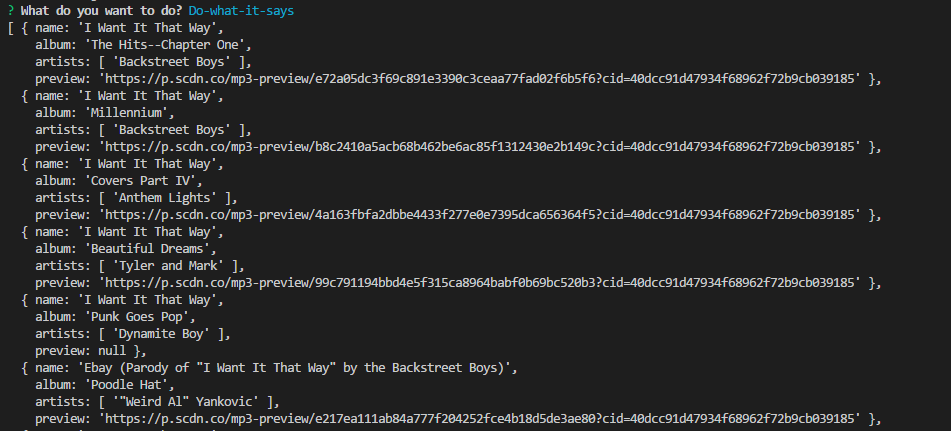 ? What do you want to do? Do-what-it-says
[ { name: 'I Want It That Way',
album: 'The Hits--Chapter One',
artists: [ 'Backstreet Boys' ],
preview: 'https://p.scdn.co/mp3-preview/e72a05dc3f69c891e3390c3ceaa77fad02f6b5f6?cid=40dcc91d47934f68962f72b9cb039185' },
{ name: 'I Want It That Way',
album: 'Millennium',
artists: [ 'Backstreet Boys' ],
preview: 'https://p.scdn.co/mp3-preview/b8c2410a5acb68b462be6ac85f1312430e2b149c?cid=40dcc91d47934f68962f72b9cb039185' },
{ name: 'I Want It That Way',
album: 'Covers Part IV',
artists: [ 'Anthem Lights' ],
preview: 'https://p.scdn.co/mp3-preview/4a163fbfa2dbbe4433f277e0e7395dca656364f5?cid=40dcc91d47934f68962f72b9cb039185' },
{ name: 'I Want It That Way',
album: 'Beautiful Dreams',
artists: [ 'Tyler and Mark' ],
preview: 'https://p.scdn.co/mp3-preview/99c791194bbd4e5f315ca8964babf0b69bc520b3?cid=40dcc91d47934f68962f72b9cb039185' },
{ name: 'I Want It That Way',
album: 'Punk Goes Pop',
artists: [ 'Dynamite Boy' ],
preview: null },
{ name: 'Ebay (Parody of "I Want It That Way" by the Backstreet Boys)',
album: 'Poodle Hat',
artists: [ '"Weird Al" Yankovic' ],
preview: 'https://p.scdn.co/mp3-preview/e217ea111ab84a777f204252fce4b18d5de3ae80?cid=40dcc91d47934f68962f72b9cb039185' },